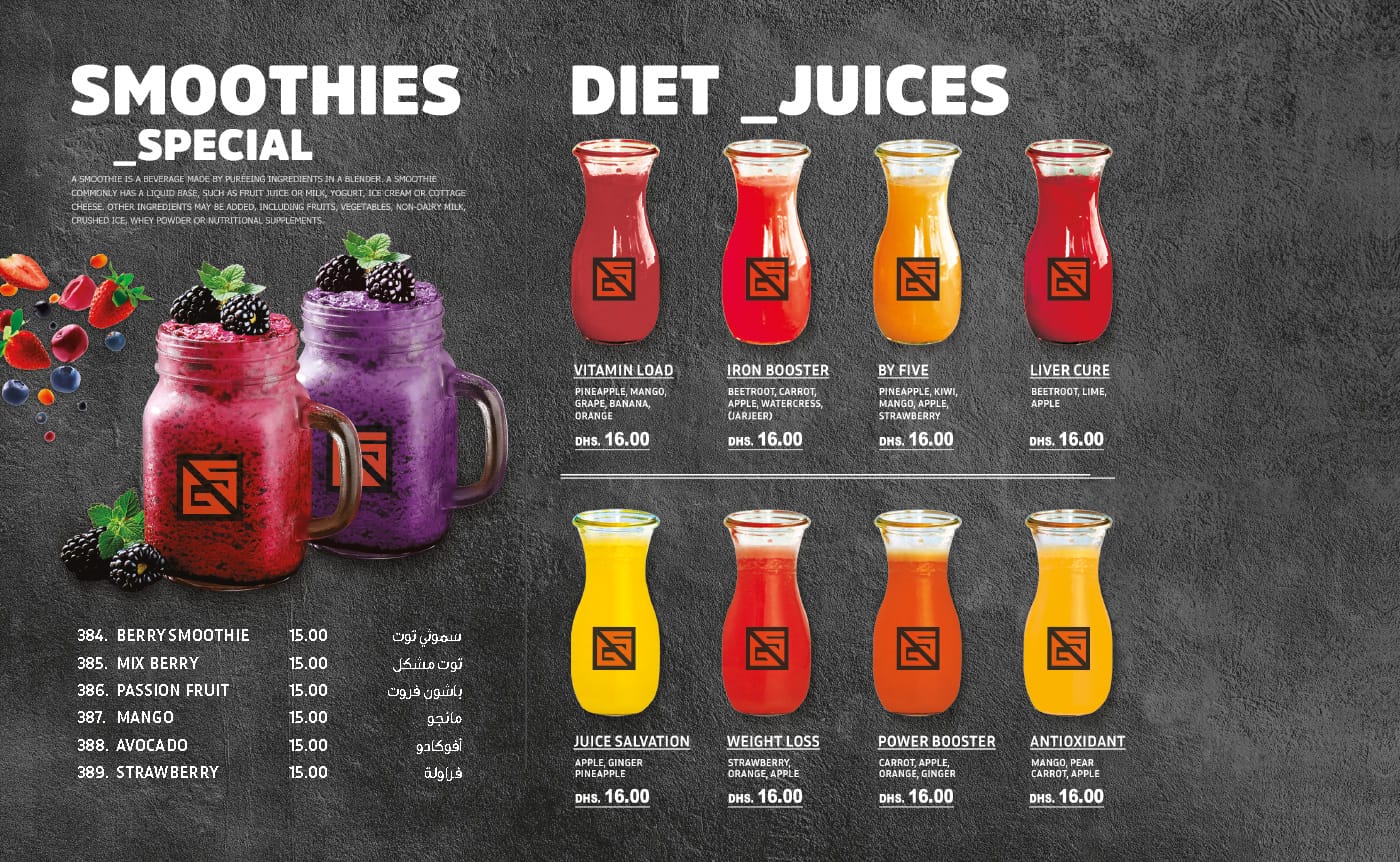 SMOOTHIES
_SPECIAL
A SMOOTHIE IS A BEVERAGE MADE BY PURÉEING INGREDIENTS IN A BLENDER. A SMOOTHIE
COMMONLY HAS A LIQUID BASE, SUCH AS FRUIT JUICE OR MILK, YOGURT, ICE CREAM OR COTTAGE
CHEESE. OTHER INGREDIENTS MAY BE ADDED, INCLUDING FRUITS, VEGETABLES, NON-DAIRY MILK,
CRUSHED ICE, WHEY POWDER OR NUTRITIONAL SUPPLEMENTS.
384. BERRY SMOOTHIE 15.00 سموثي توت
385. MIX BERRY 15.00 توت مشكل
386. PASSION FRUIT 15.00 باشون فروت
387. MANGO 15.00 مانجو
388. AVOCADO 15.00 أفوكادو
389. STRAWBERRY 15.00 فراولة
DIET _JUICES
VITAMIN LOAD
PINEAPPLE, MANGO,
GRAPE, BANANA,
ORANGE
DHS. 16.00
IRON BOOSTER
BEETROOT, CARROT,
APPLE, WATERCRESS,
(JARJEER)
DHS. 16.00
BY FIVE
PINEAPPLE, KIWI,
MANGO, APPLE,
STRAWBERRY
DHS. 16.00
LIVER CURE
BEETROOT, LIME,
APPLE
DHS. 16.00
JUICE SALVATION
APPLE, GINGER
PINEAPPLE
DHS. 16.00
WEIGHT LOSS
STRAWBERRY,
ORANGE, APPLE
DHS. 16.00
POWER BOOSTER
CARROT, APPLE,
ORANGE, GINGER
DHS. 16.00
ANTIOXIDANT
MANGO, PEAR
CARROT, APPLE
DHS. 16.00